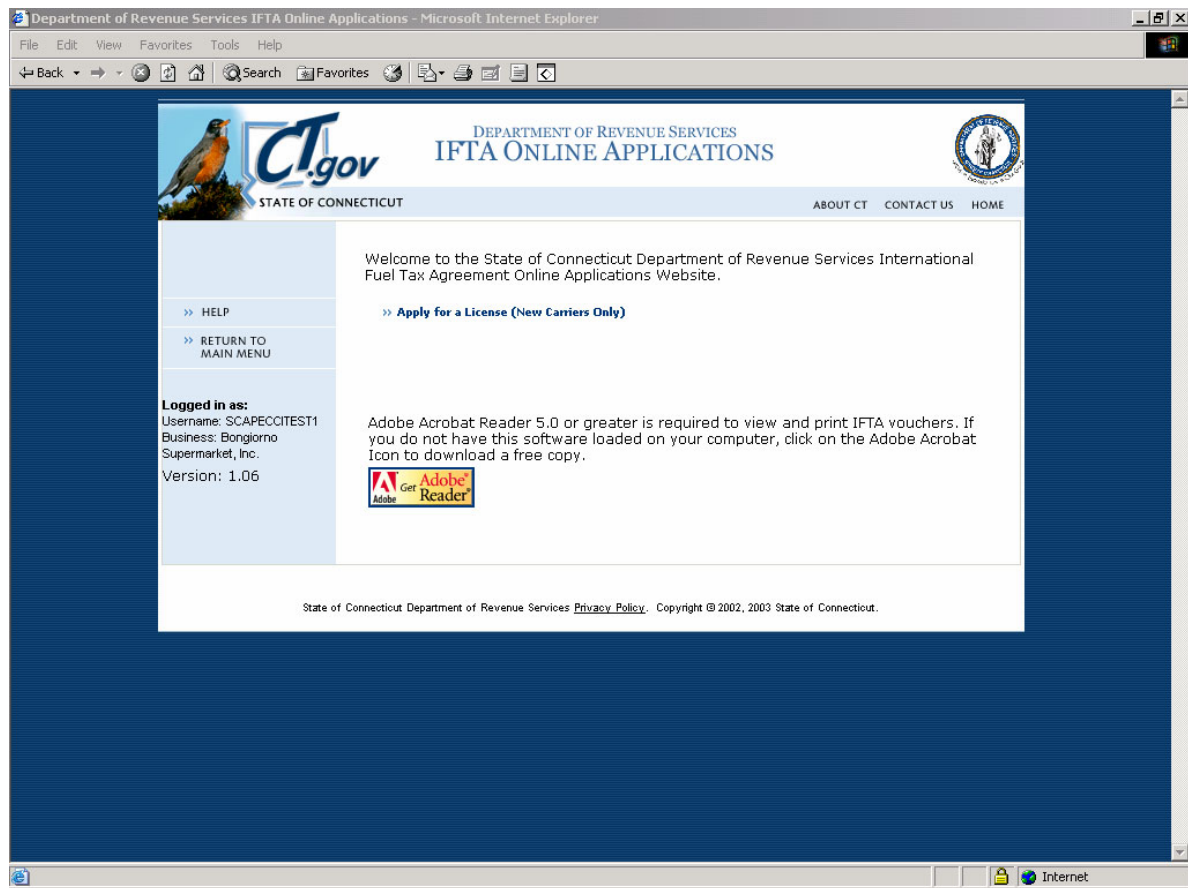 Department of Revenue Services IFTA Online Applications - Microsoft Internet Explorer
File Edit View Favorites Tools Help
Back Search Favorites
CT.gov
STATE OF CONNECTICUT
DEPARTMENT OF REVENUE SERVICES
IFTA ONLINE APPLICATIONS
ABOUT CT CONTACT US HOME
Welcome to the State of Connecticut Department of Revenue Services International
Fuel Tax Agreement Online Applications Website.
>> HELP
>> Apply for a License (New Carriers Only)
>> RETURN TO
MAIN MENU
Logged in as:
Username: SCAPECCITEST1
Business: Bongiorno
Supermarket, Inc.
Version: 1.06
Adobe Acrobat Reader 5.0 or greater is required to view and print IFTA vouchers. If
you do not have this software loaded on your computer, click on the Adobe Acrobat
Icon to download a free copy.
Adobe
Get Adobe®
Reader®
State of Connecticut Department of Revenue Services Privacy Policy. Copyright © 2002, 2003 State of Connecticut.
Internet